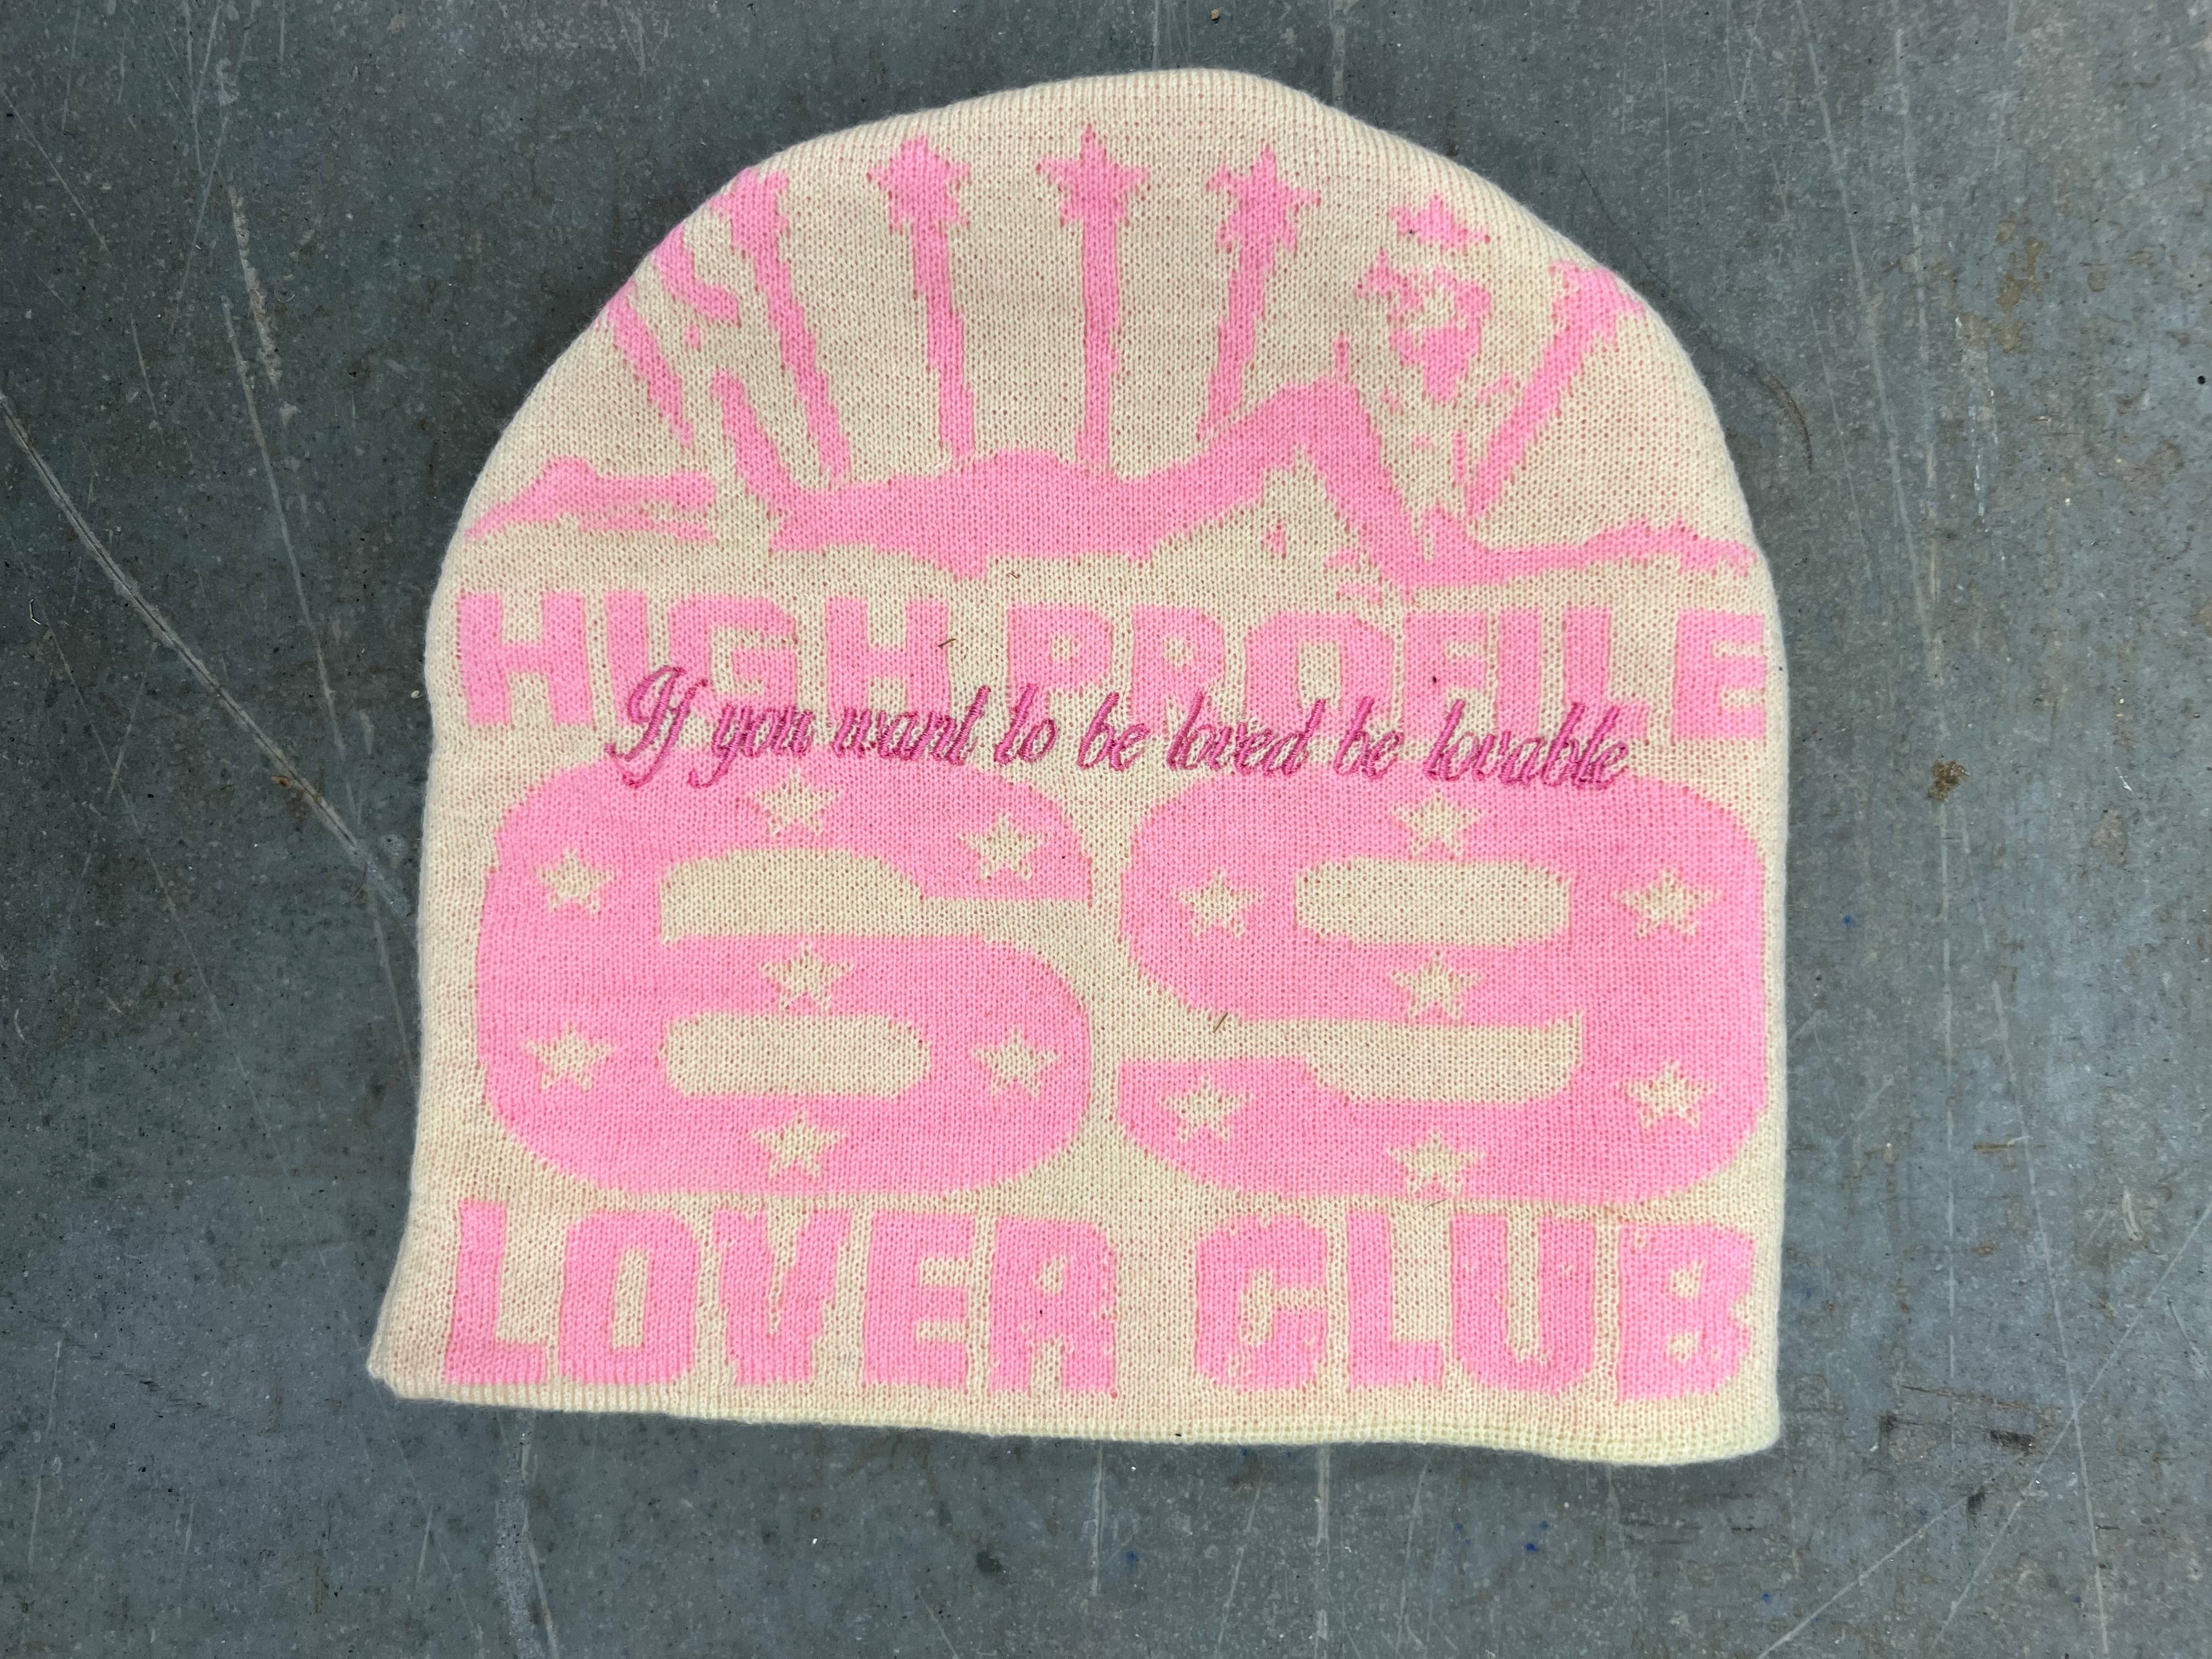 HIGH PROFILE
If you want to be loved be lovable
69
LOVER CLUB